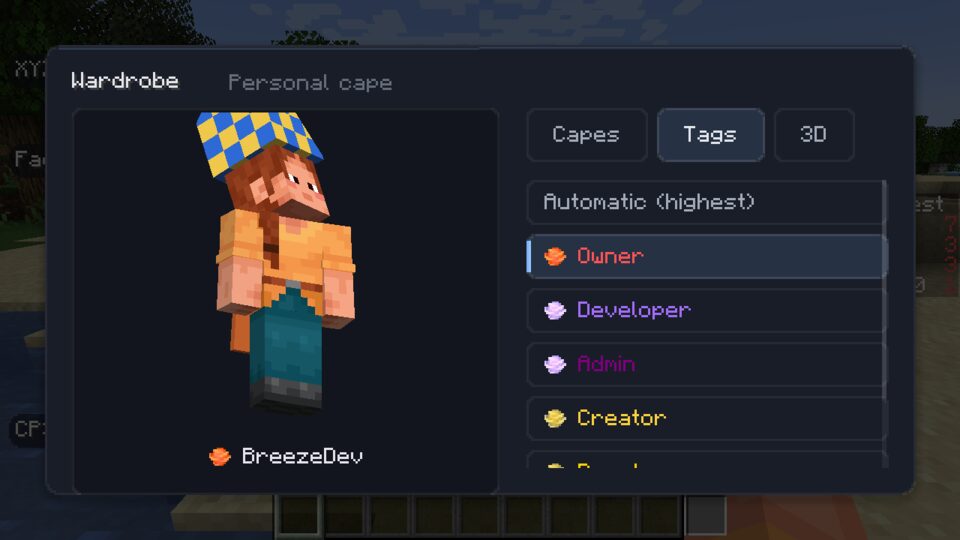 Wardrobe
Personal cape
Capes
Tags
3D
Automatic (highest)
Owner
Developer
Admin
Creator
BreezeDev